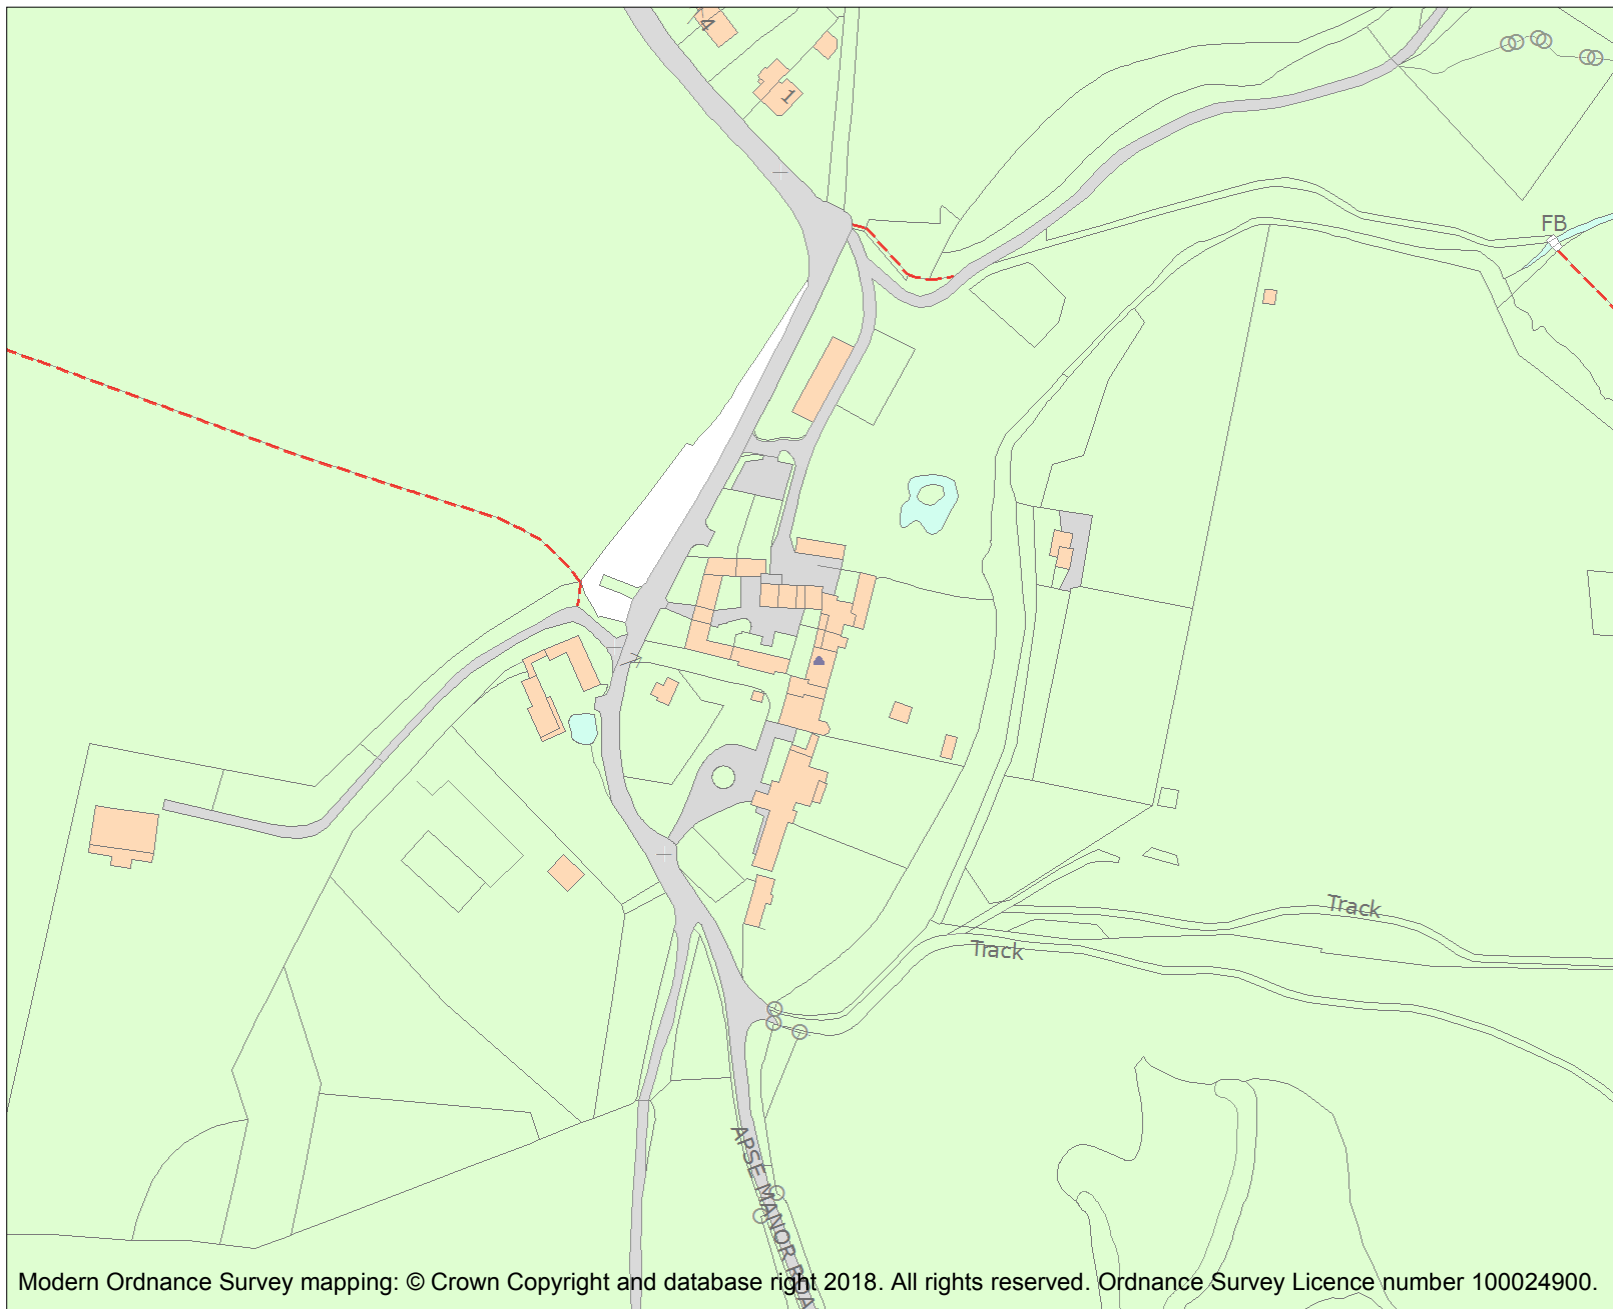 4
1
FB
Track
Track
APSE MANOR ROA
Modern Ordnance Survey mapping: © Crown Copyright and database right 2018. All rights reserved. Ordnance Survey Licence number 100024900.